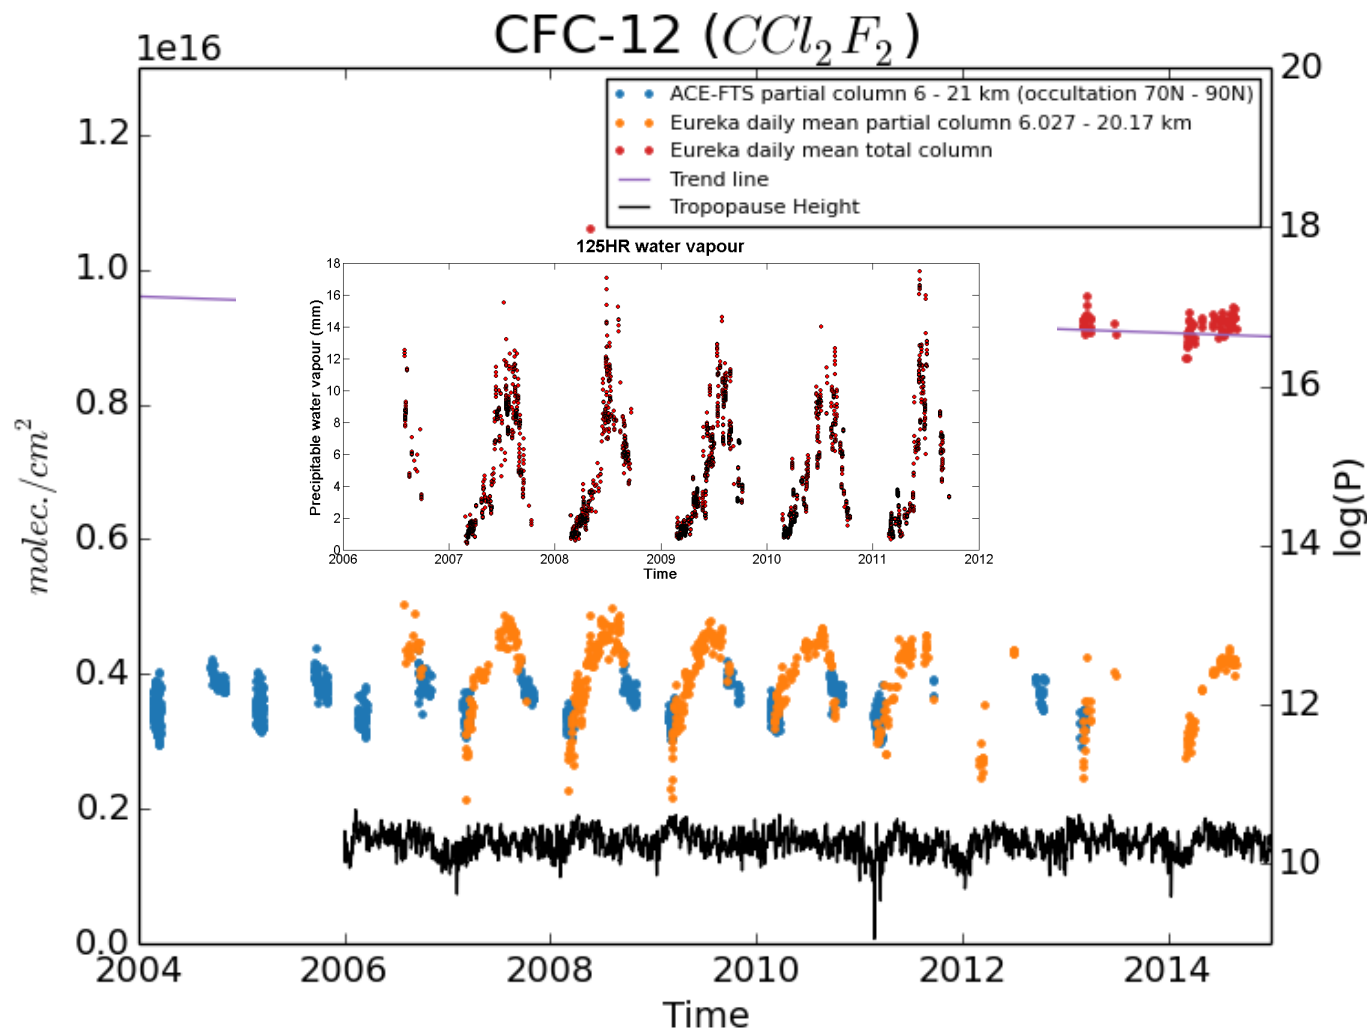 CFC-12 (CCl₂F₂)
1e16
ACE-FTS partial column 6 - 21 km (occultation 70N - 90N)
Eureka daily mean partial column 6.027 - 20.17 km
Eureka daily mean total column
Trend line
Tropopause Height
1.2
1.0
0.8
0.6
0.4
0.2
0.0
molec./cm²
20
18
16
14
12
10
log(P)
125HR water vapour
18
16
14
12
10
8
6
4
2
0
Precipitable water vapour (mm)
2006 2007 2008 2009 2010 2011 2012
Time
2004 2006 2008 2010 2012 2014
Time